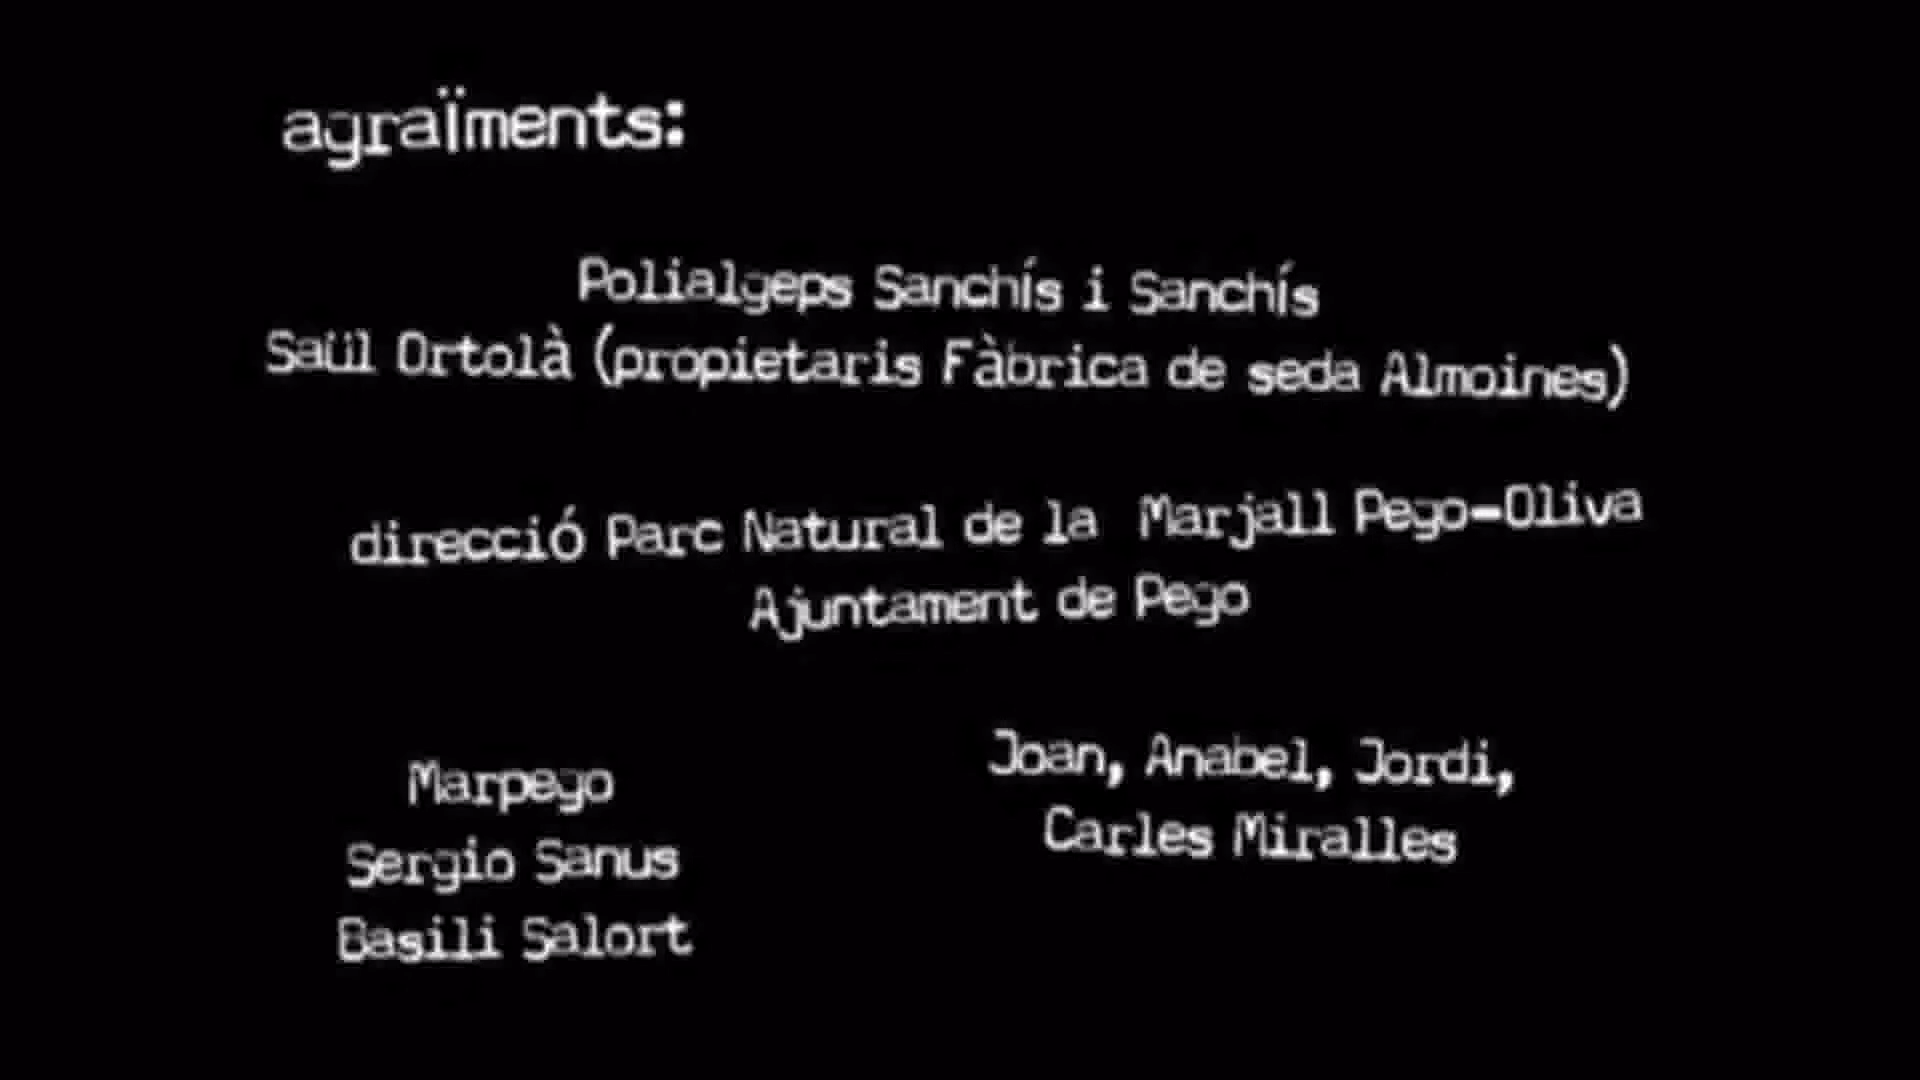 agraïments:
Polialgeps Sanchís i Sanchís
Saül Ortolà (propietaris Fàbrica de seda Almoines)
direcció Parc Natural de la Marjall Pego-Oliva
Ajuntament de Pego
Marpego
Sergio Sanus
Basili Salort
Joan, Anabel, Jordi,
Carles Miralles